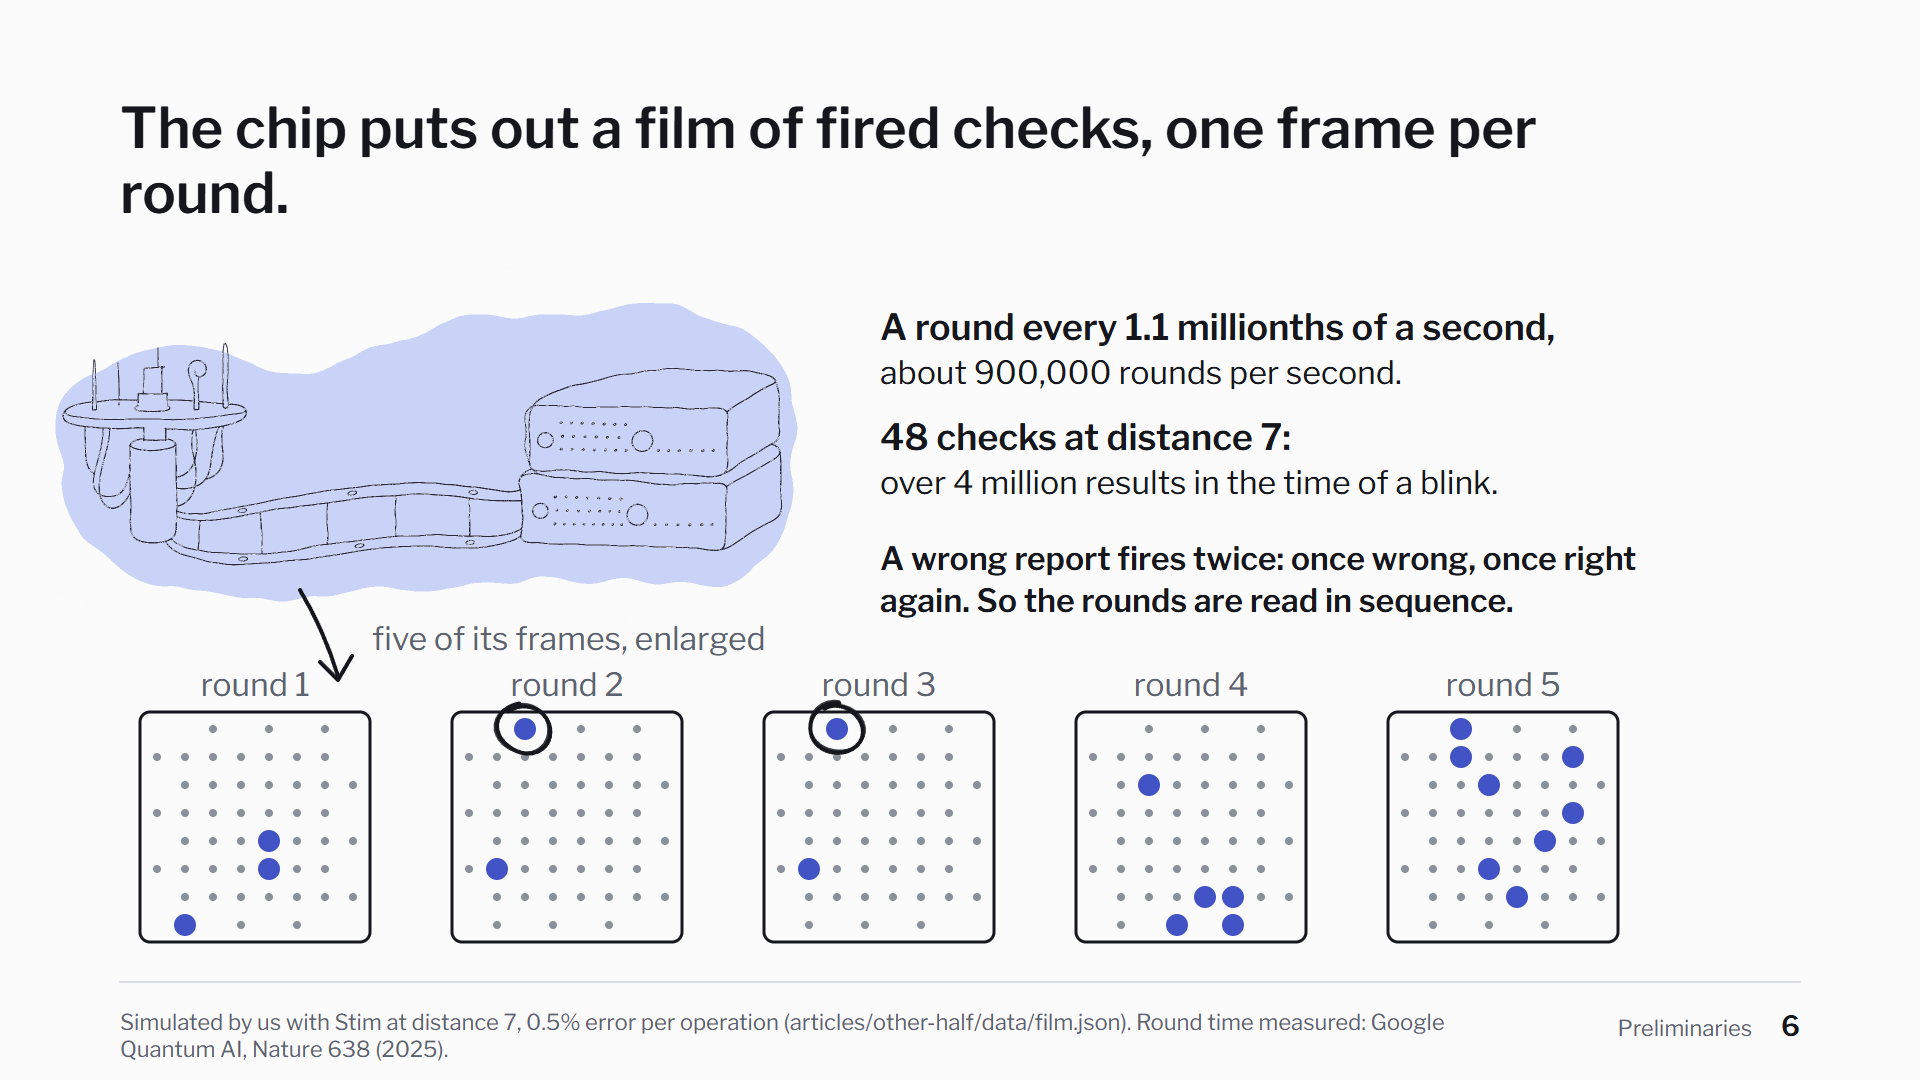 The chip puts out a film of fired checks, one frame per
round.
A round every 1.1 millionths of a second,
about 900,000 rounds per second.
48 checks at distance 7:
over 4 million results in the time of a blink.
A wrong report fires twice: once wrong, once right
again. So the rounds are read in sequence.
five of its frames, enlarged
round 1
round 2
round 3
round 4
round 5
Simulated by us with Stim at distance 7, 0.5% error per operation (articles/other-half/data/film.json). Round time measured: Google
Quantum AI, Nature 638 (2025).
Preliminaries 6